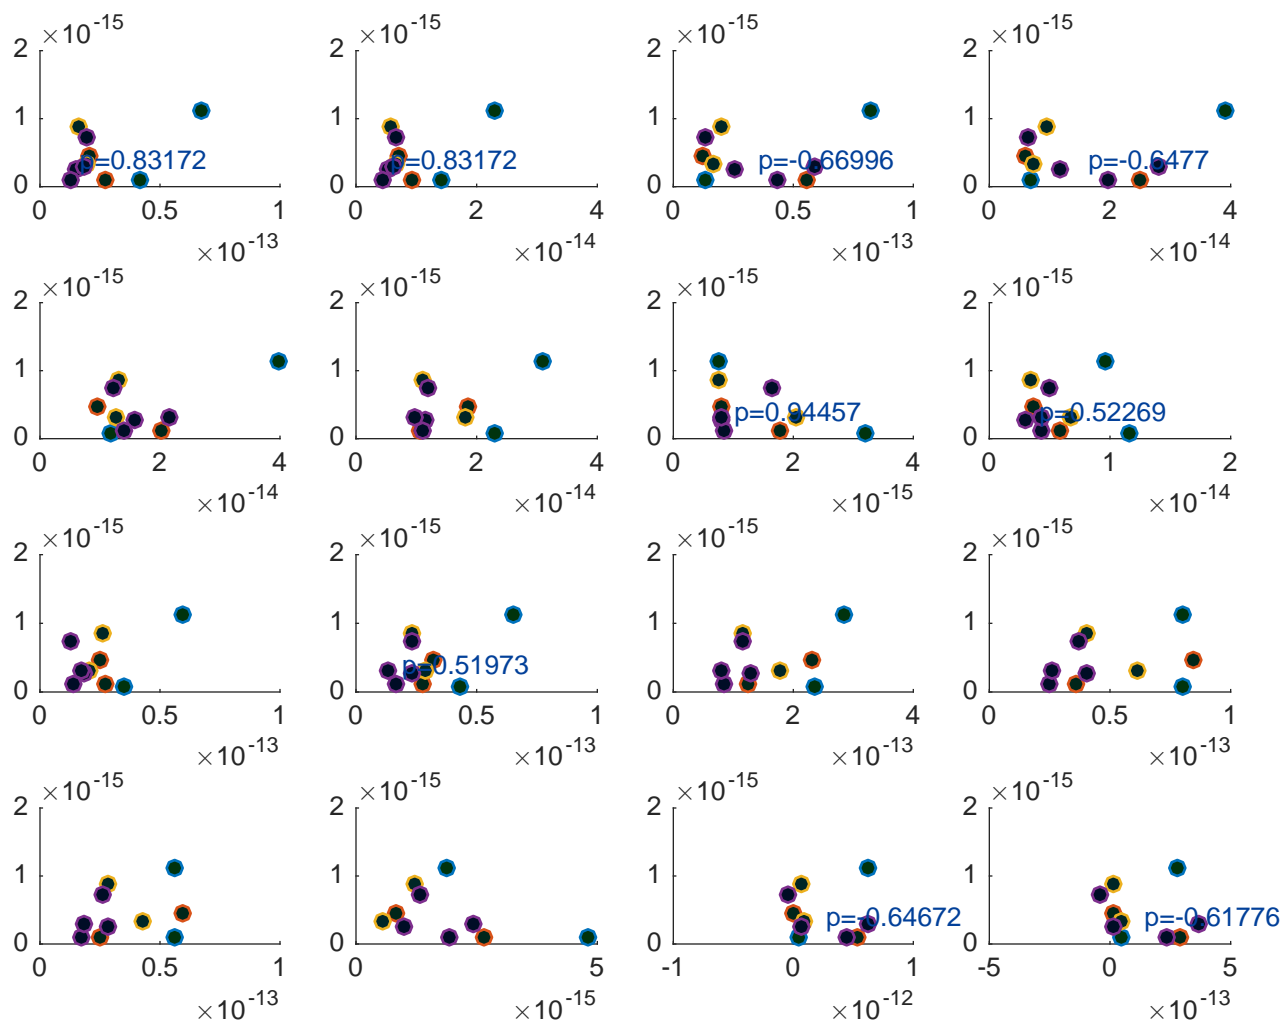 ×10⁻¹⁵ ×10⁻¹⁵ ×10⁻¹⁵ ×10⁻¹⁵
2 2 2 2
1 1 1 1
p=0.83172 p=0.83172 p=-0.66996 p=-0.6477
0 0 0 0
0 0.5 1 0 2 4 0 0.5 1 0 2 4
×10⁻¹³ ×10⁻¹⁴ ×10⁻¹³ ×10⁻¹⁴
×10⁻¹⁵ ×10⁻¹⁵ ×10⁻¹⁵ ×10⁻¹⁵
2 2 2 2
1 1 1 1
p=0.94457 p=0.52269
0 0 0 0
0 2 4 0 2 4 0 2 4 0 1 2
×10⁻¹⁴ ×10⁻¹⁴ ×10⁻¹⁵ ×10⁻¹⁴
×10⁻¹⁵ ×10⁻¹⁵ ×10⁻¹⁵ ×10⁻¹⁵
2 2 2 2
1 1 1 1
p=0.51973
0 0 0 0
0 0.5 1 0 0.5 1 0 2 4 0 0.5 1
×10⁻¹³ ×10⁻¹³ ×10⁻¹³ ×10⁻¹³
×10⁻¹⁵ ×10⁻¹⁵ ×10⁻¹⁵ ×10⁻¹⁵
2 2 2 2
1 1 1 1
p=-0.64672 p=-0.61776
0 0 0 0
0 0.5 1 0 5 -1 0 1 -5 0 5
×10⁻¹³ ×10⁻¹⁵ ×10⁻¹² ×10⁻¹³